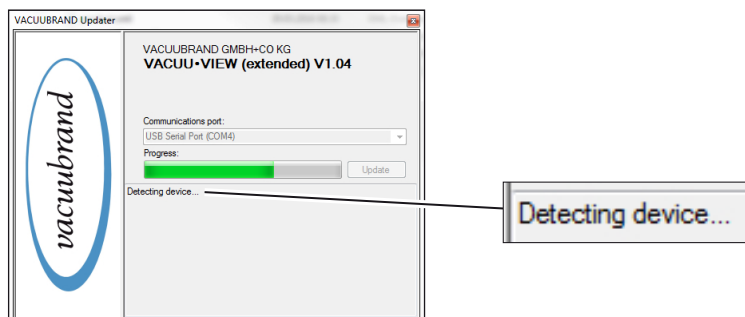 VACUUBRAND Updater
VACUUBRAND GMBH+CO KG
VACUU•VIEW (extended) V1.04
vacuubrand
Communications port:
USB Serial Port (COM4)
Progress:
Update
Detecting device...
Detecting device...